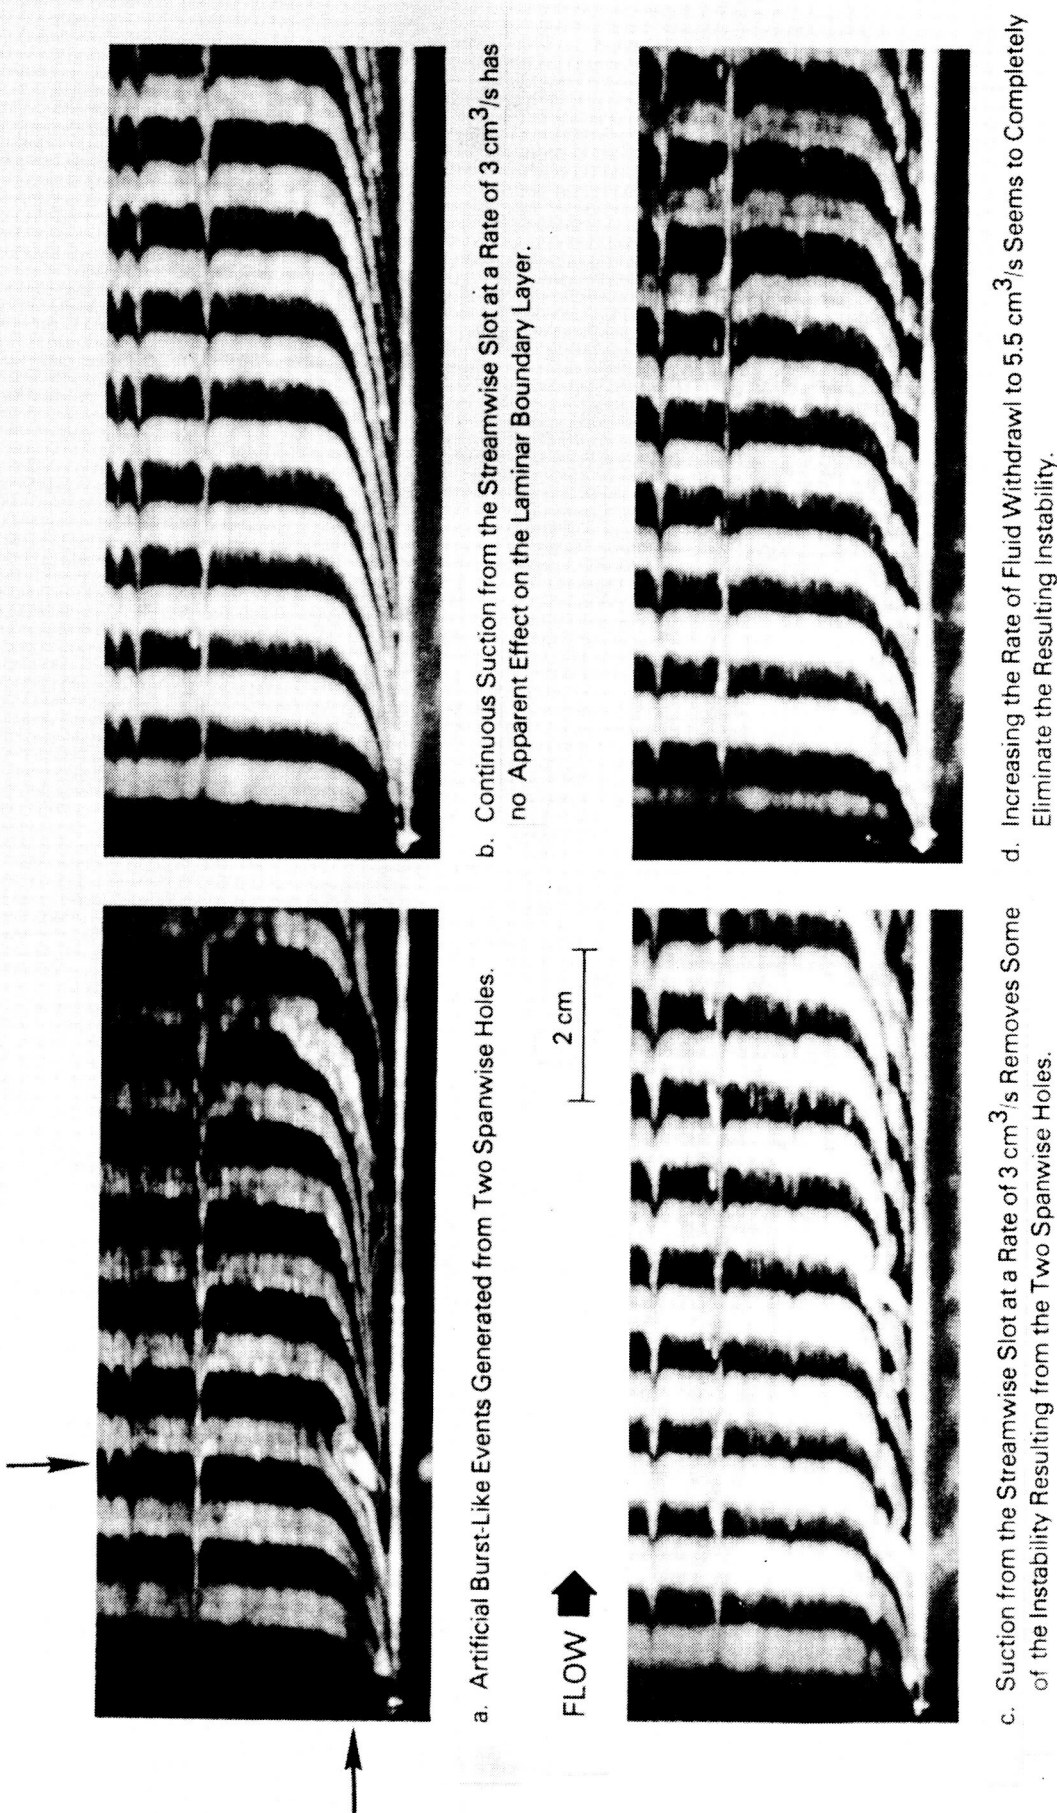 a. Artificial Burst-Like Events Generated from Two Spanwise Holes.
b. Continuous Suction from the Streamwise Slot at a Rate of 3 cm³/s has
no Apparent Effect on the Laminar Boundary Layer.
FLOW
2 cm
c. Suction from the Streamwise Slot at a Rate of 3 cm³/s Removes Some
of the Instability Resulting from the Two Spanwise Holes.
d. Increasing the Rate of Fluid Withdrawl to 5.5 cm³/s Seems to Completely
Eliminate the Resulting Instability.